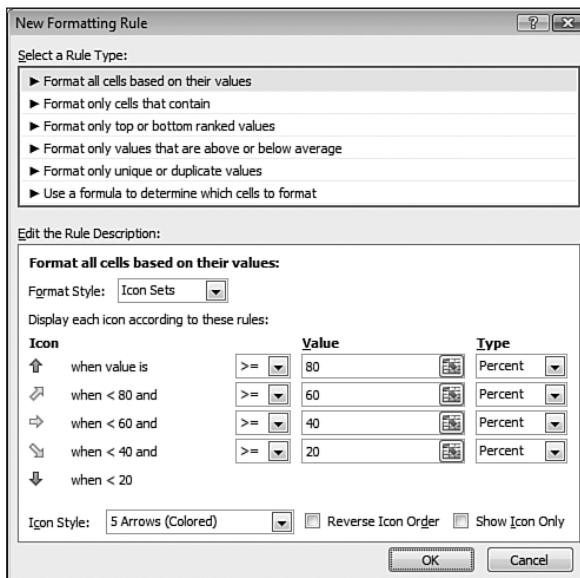 New Formatting Rule
Select a Rule Type:
► Format all cells based on their values
► Format only cells that contain
► Format only top or bottom ranked values
► Format only values that are above or below average
► Format only unique or duplicate values
► Use a formula to determine which cells to format
Edit the Rule Description:
Format all cells based on their values:
Format Style: Icon Sets
Display each icon according to these rules:
Icon Value Type
when value is >= 80 Percent
when < 80 and >= 60 Percent
when < 60 and >= 40 Percent
when < 40 and >= 20 Percent
when < 20
Icon Style: 5 Arrows (Colored) Reverse Icon Order Show Icon Only
OK Cancel